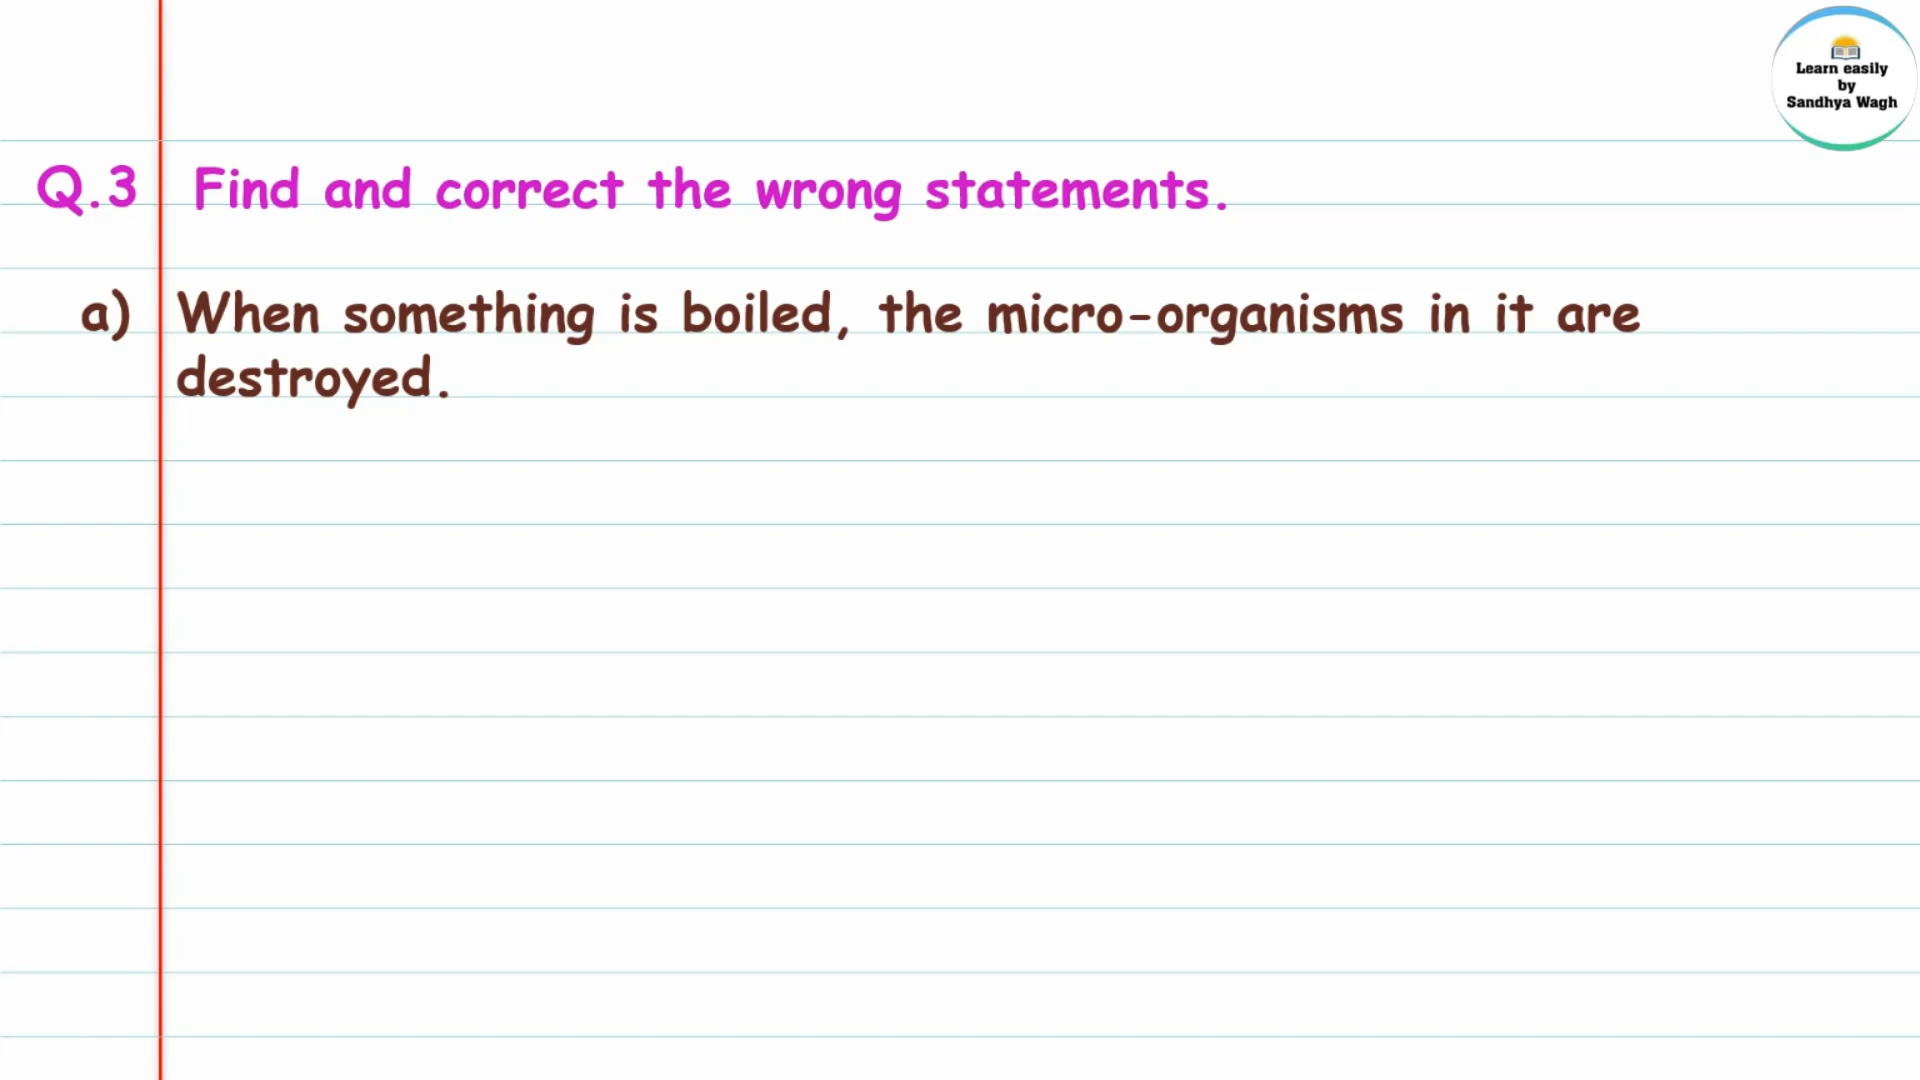 Learn easily
by
Sandhya Wagh
Q.3 Find and correct the wrong statements.
a) When something is boiled, the micro-organisms in it are
destroyed.